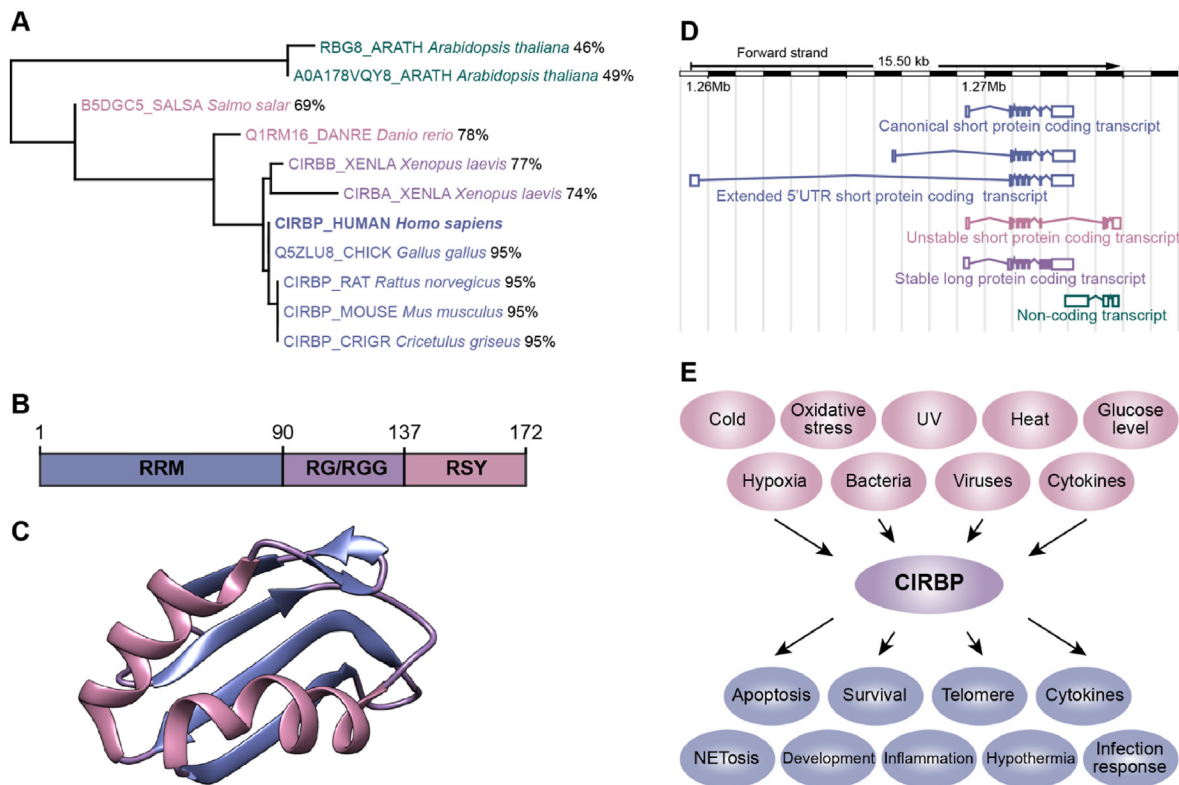 A
RBG8_ARATH Arabidopsis thaliana 46%
A0A178VQY8_ARATH Arabidopsis thaliana 49%
B5DGC5_SALSA Salmo salar 69%
Q1RM16_DANRE Danio rerio 78%
CIRBB_XENLA Xenopus laevis 77%
CIRBA_XENLA Xenopus laevis 74%
CIRBP_HUMAN Homo sapiens
Q5ZLU8_CHICK Gallus gallus 95%
CIRBP_RAT Rattus norvegicus 95%
CIRBP_MOUSE Mus musculus 95%
CIRBP_CRIGR Cricetulus griseus 95%
B
1 90 137 172
RRM RG/RGG RSY
C
D
Forward strand 15.50 kb
1.26Mb 1.27Mb
Canonical short protein coding transcript
Extended 5'UTR short protein coding transcript
Unstable short protein coding transcript
Stable long protein coding transcript
Non-coding transcript
E
Cold Oxidative stress UV Heat Glucose level
Hypoxia Bacteria Viruses Cytokines
CIRBP
Apoptosis Survival Telomere Cytokines
NETosis Development Inflammation Hypothermia Infection response